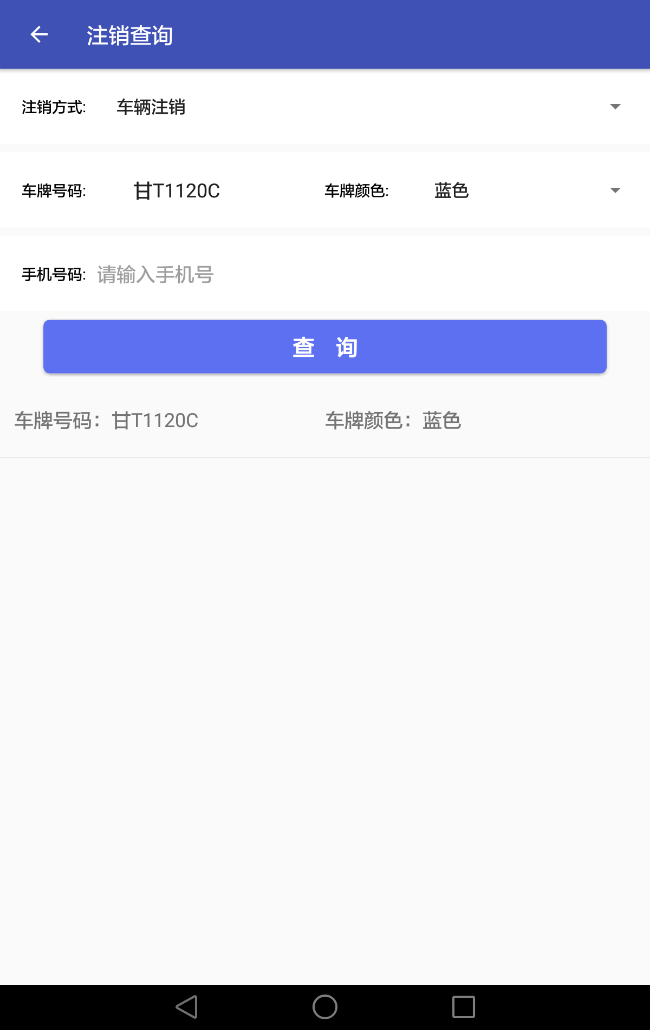 注销查询
注销方式: 车辆注销
车牌号码: 甘T1120C 车牌颜色: 蓝色
手机号码: 请输入手机号
查 询
车牌号码：甘T1120C 车牌颜色：蓝色